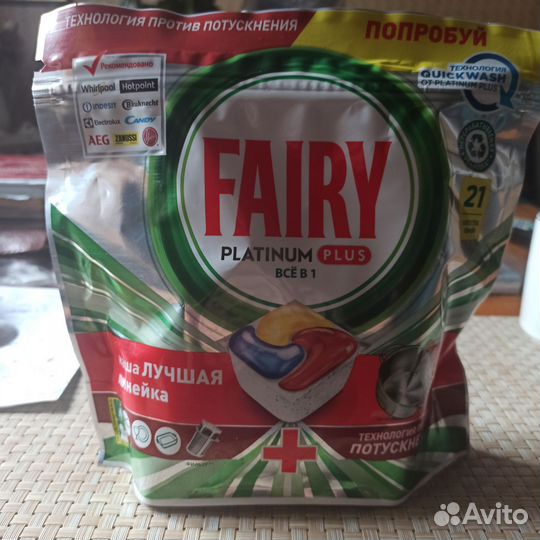 ТЕХНОЛОГИЯ ПРОТИВ ПОТУСКНЕНИЯ
ПОПРОБУЙ
Рекомендовано
Whirlpool Hotpoint
INDESIT Bauknecht
Electrolux CANDY
AEG ZANUSSI
ТЕХНОЛОГИЯ
QUICKWASH
ОТ PLATINUM PLUS
FAIRY
PLATINUM PLUS
ВСЁ В 1
21
наша ЛУЧШАЯ
линейка
ТЕХНОЛОГИЯ
ПОТУСКНЕ
Avito